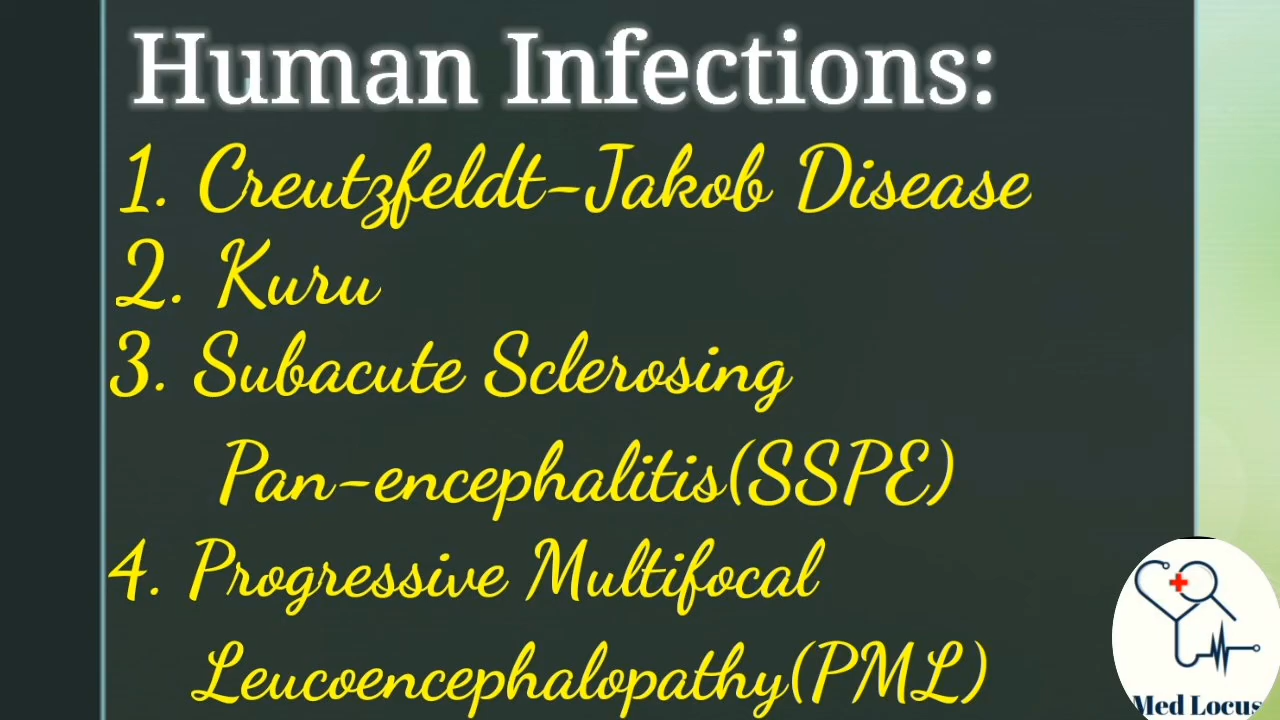 Human Infections:
1. Creutzfeldt-Jakob Disease
2. Kuru
3. Subacute Sclerosing
Pan-encephalitis(SSPE)
4. Progressive Multifocal
Leucoencephalopathy(PML)
Med Locus